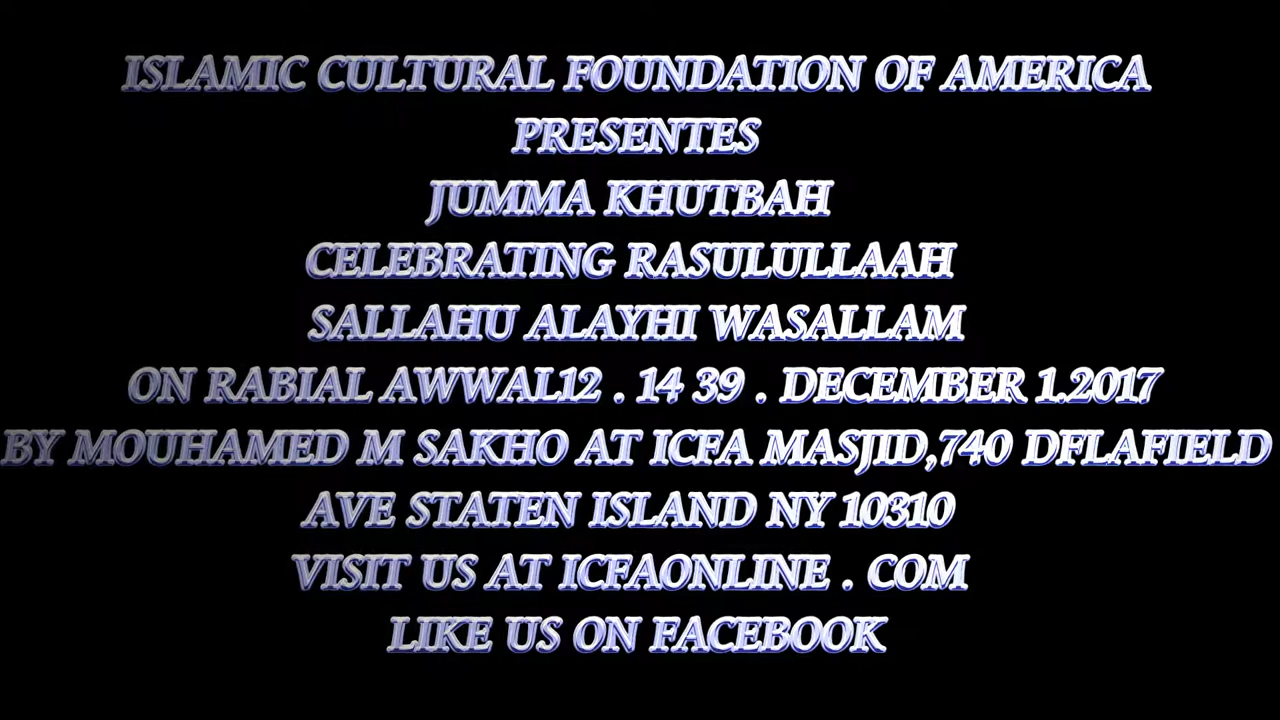 ISLAMIC CULTURAL FOUNDATION OF AMERICA
PRESENTES
JUMMA KHUTBAH
CELEBRATING RASULULLAAH
SALLAHU ALAYHI WASALLAM
ON RABIAL AWWAL12 . 14 39 . DECEMBER 1.2017
BY MOUHAMED M SAKHO AT ICFA MASJID,740 DFLAFIELD
AVE STATEN ISLAND NY 10310
VISIT US AT ICFAONLINE . COM
LIKE US ON FACEBOOK